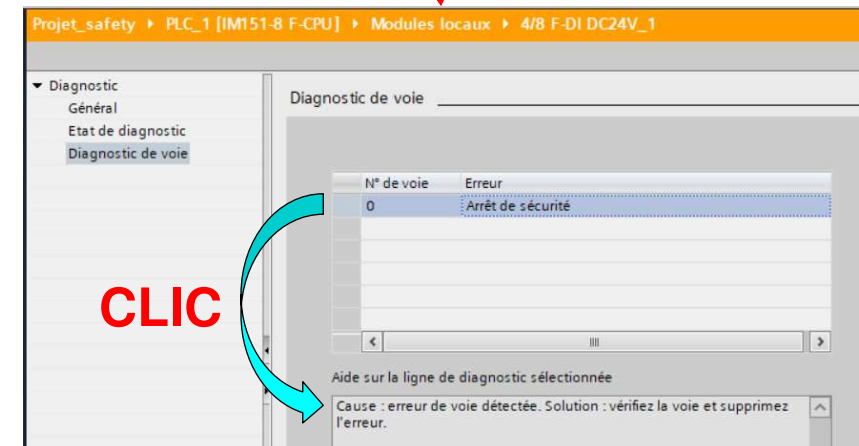 Projet_safety ▸ PLC_1 [IM151-8 F-CPU] ▸ Modules locaux ▸ 4/8 F-DI DC24V_1
Diagnostic
Général
Etat de diagnostic
Diagnostic de voie
Diagnostic de voie
N° de voie Erreur
0 Arrêt de sécurité
CLIC
Aide sur la ligne de diagnostic sélectionnée
Cause : erreur de voie détectée. Solution : vérifiez la voie et supprimez
l'erreur.